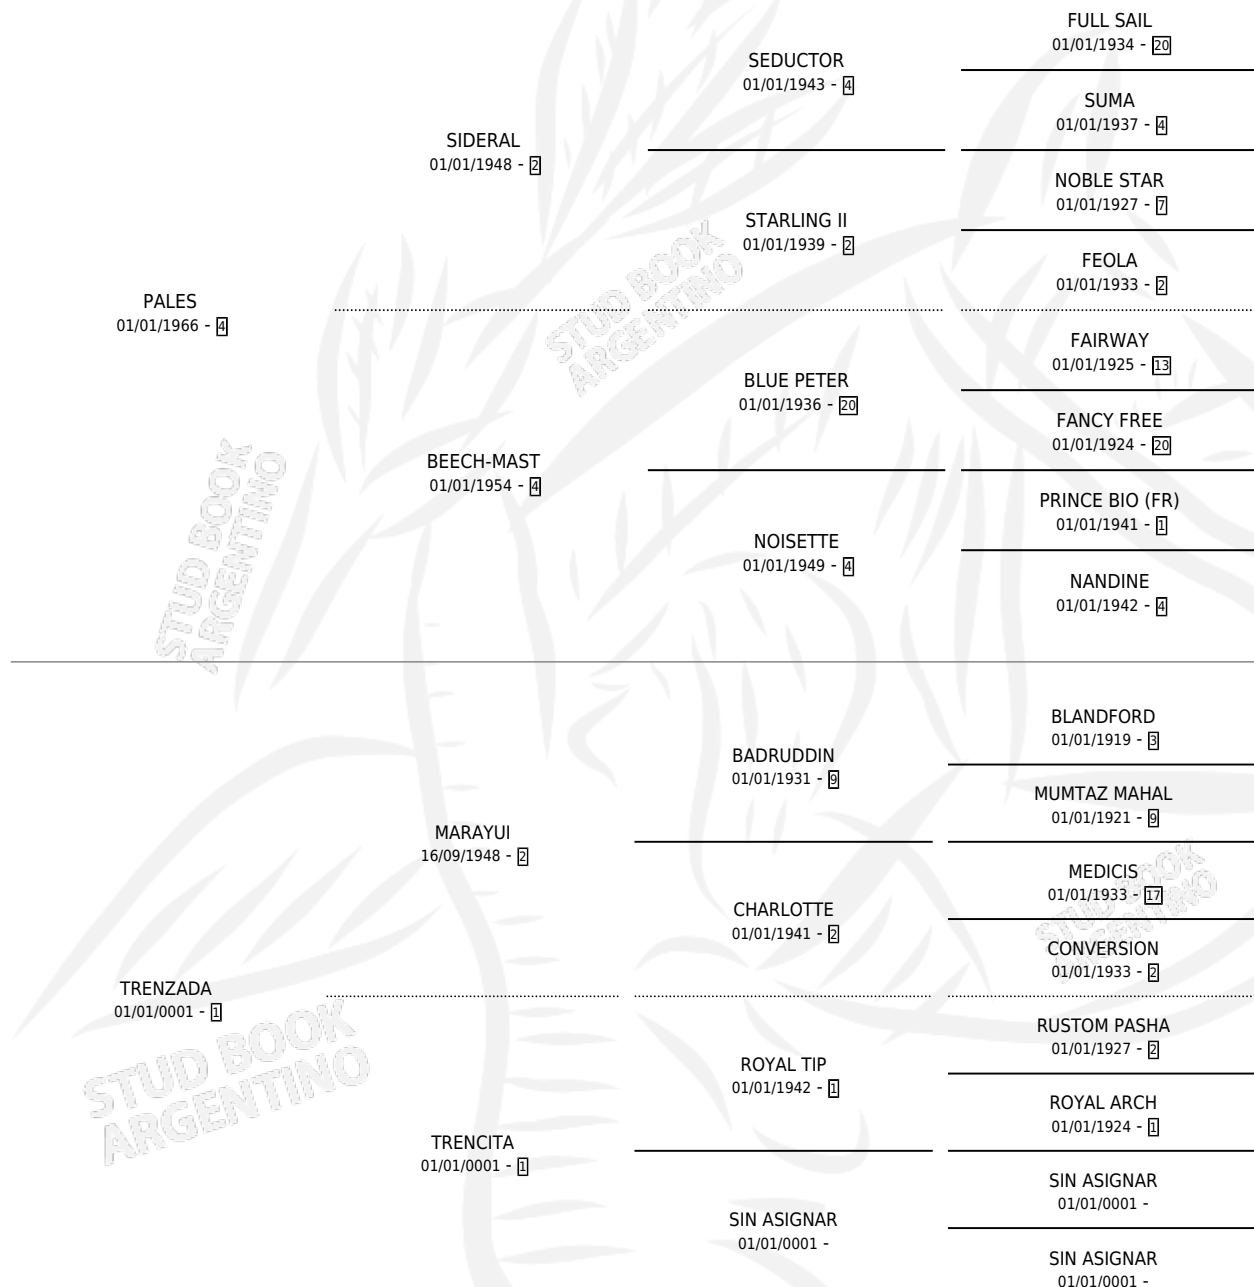 PALES
01/01/1966 - 4
SIDERAL
01/01/1948 - 2
SEDUCTOR
01/01/1943 - 4
FULL SAIL
01/01/1934 - 20
SUMA
01/01/1937 - 4
STARLING II
01/01/1939 - 2
NOBLE STAR
01/01/1927 - 7
FEOLA
01/01/1933 - 2
BEECH-MAST
01/01/1954 - 4
BLUE PETER
01/01/1936 - 20
FAIRWAY
01/01/1925 - 13
FANCY FREE
01/01/1924 - 20
NOISETTE
01/01/1949 - 4
PRINCE BIO (FR)
01/01/1941 - 1
NANDINE
01/01/1942 - 4
TRENZADA
01/01/0001 - 1
MARAYUI
16/09/1948 - 2
BADRUDDIN
01/01/1931 - 9
BLANDFORD
01/01/1919 - 3
MUMTAZ MAHAL
01/01/1921 - 9
CHARLOTTE
01/01/1941 - 2
MEDICIS
01/01/1933 - 17
CONVERSION
01/01/1933 - 2
TRENCITA
01/01/0001 - 1
ROYAL TIP
01/01/1942 - 1
RUSTOM PASHA
01/01/1927 - 2
ROYAL ARCH
01/01/1924 - 1
SIN ASIGNAR
01/01/0001 -
SIN ASIGNAR
01/01/0001 -
SIN ASIGNAR
01/01/0001 -
STUD BOOK
ARGENTINO
STUD BOOK
ARGENTINO
STUD BOOK
ARGENTINO
STUD BOOK
ARGENTINO